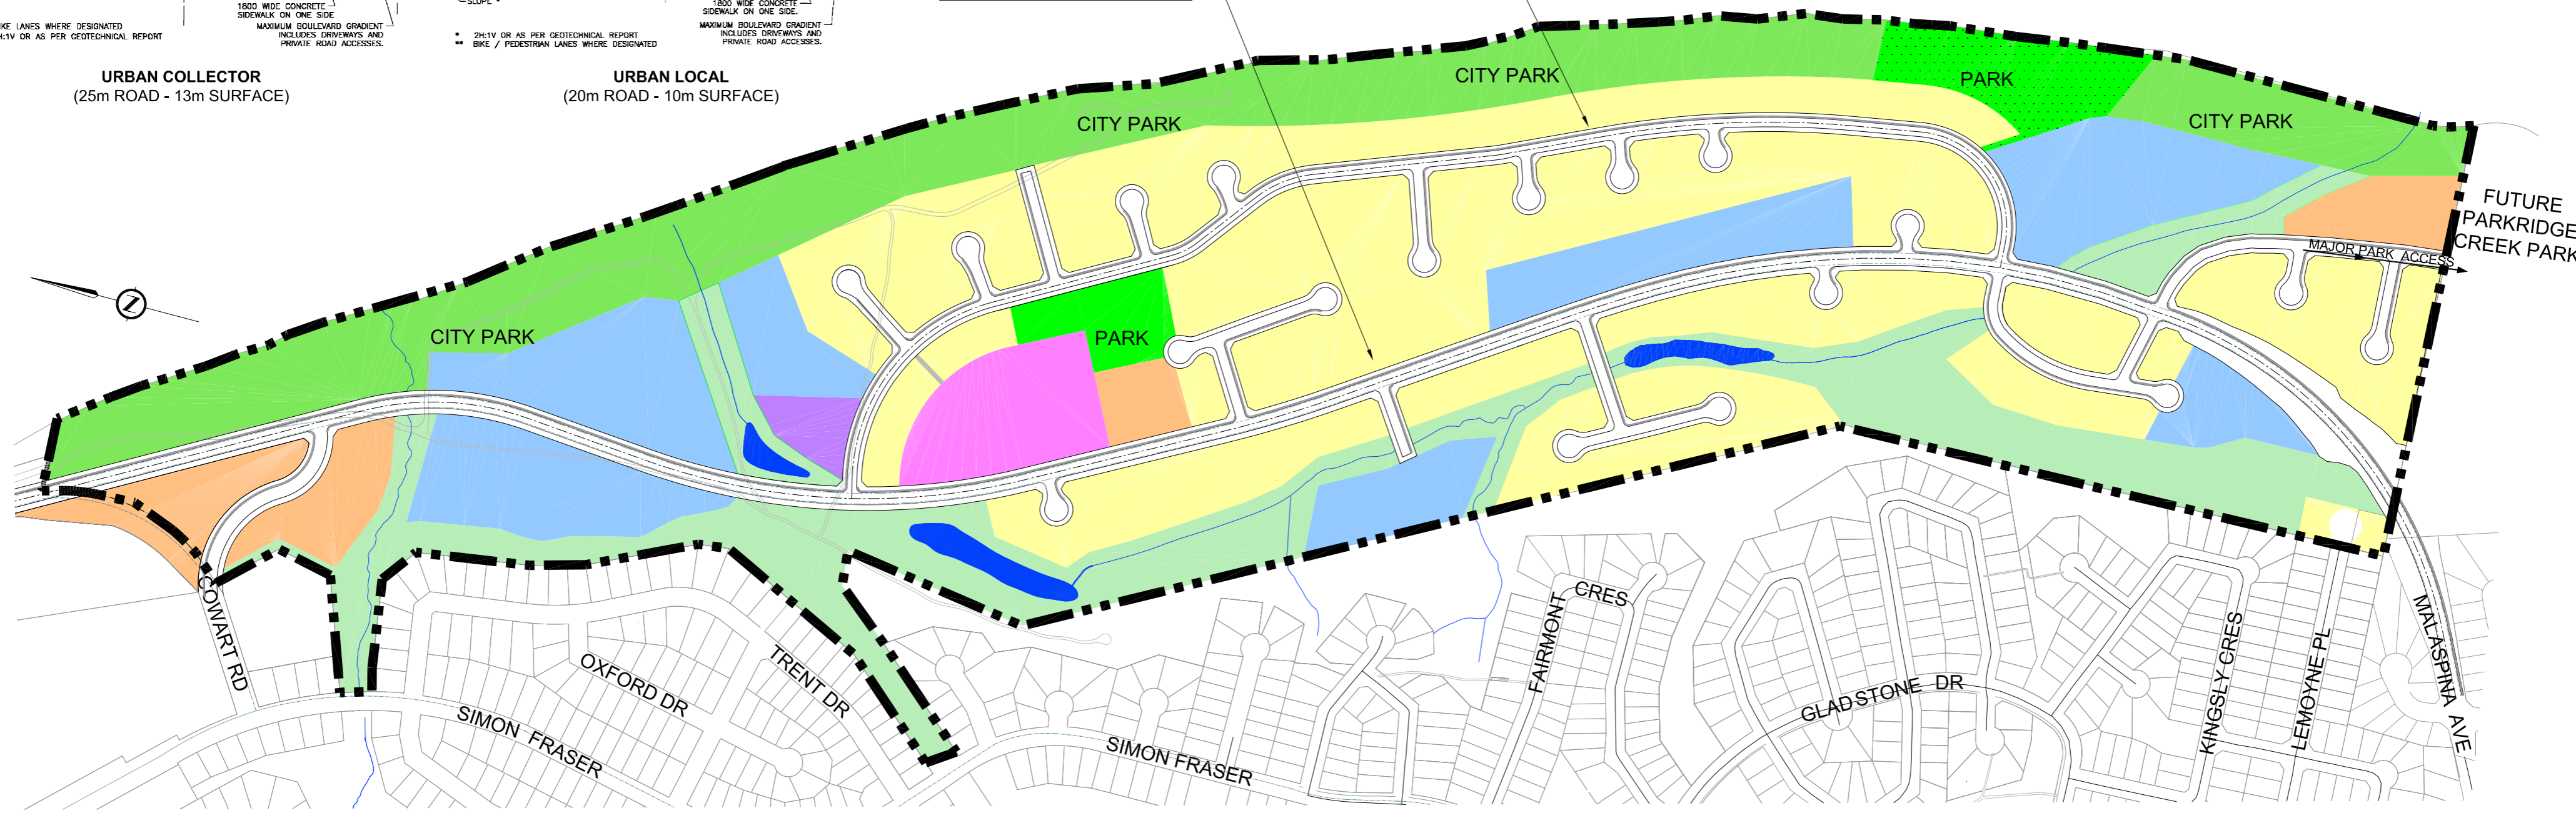 IKE LANES WHERE DESIGNATED
H:1V OR AS PER GEOTECHNICAL REPORT
1800 WIDE CONCRETE
SIDEWALK ON ONE SIDE
MAXIMUM BOULEVARD GRADIENT
INCLUDES DRIVEWAYS AND
PRIVATE ROAD ACCESSES.
SLOPE *
* 2H:1V OR AS PER GEOTECHNICAL REPORT
** BIKE / PEDESTRIAN LANES WHERE DESIGNATED
1800 WIDE CONCRETE
SIDEWALK ON ONE SIDE.
MAXIMUM BOULEVARD GRADIENT
INCLUDES DRIVEWAYS AND
PRIVATE ROAD ACCESSES.
URBAN COLLECTOR
(25m ROAD - 13m SURFACE)
URBAN LOCAL
(20m ROAD - 10m SURFACE)
CITY PARK
PARK
CITY PARK
CITY PARK
FUTURE
PARKRIDGE
CREEK PARK
MAJOR PARK ACCESS
CITY PARK
PARK
COWART RD
OXFORD DR
TRENT DR
SIMON FRASER
SIMON FRASER
FAIRMONT
CRES
GLADSTONE DR
KINGSLY CRES
LEMOYNE PL
MALASPINA AVE